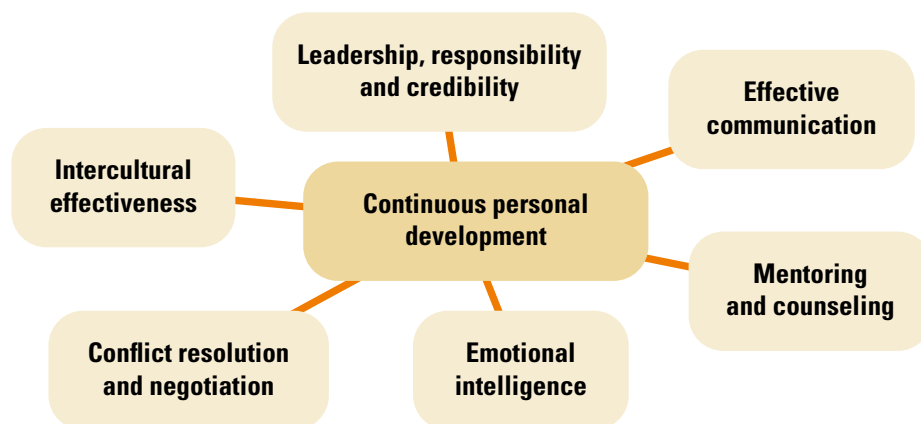 Leadership, responsibility
and credibility
Effective
communication
Intercultural
effectiveness
Continuous personal
development
Mentoring
and counseling
Conflict resolution
and negotiation
Emotional
intelligence